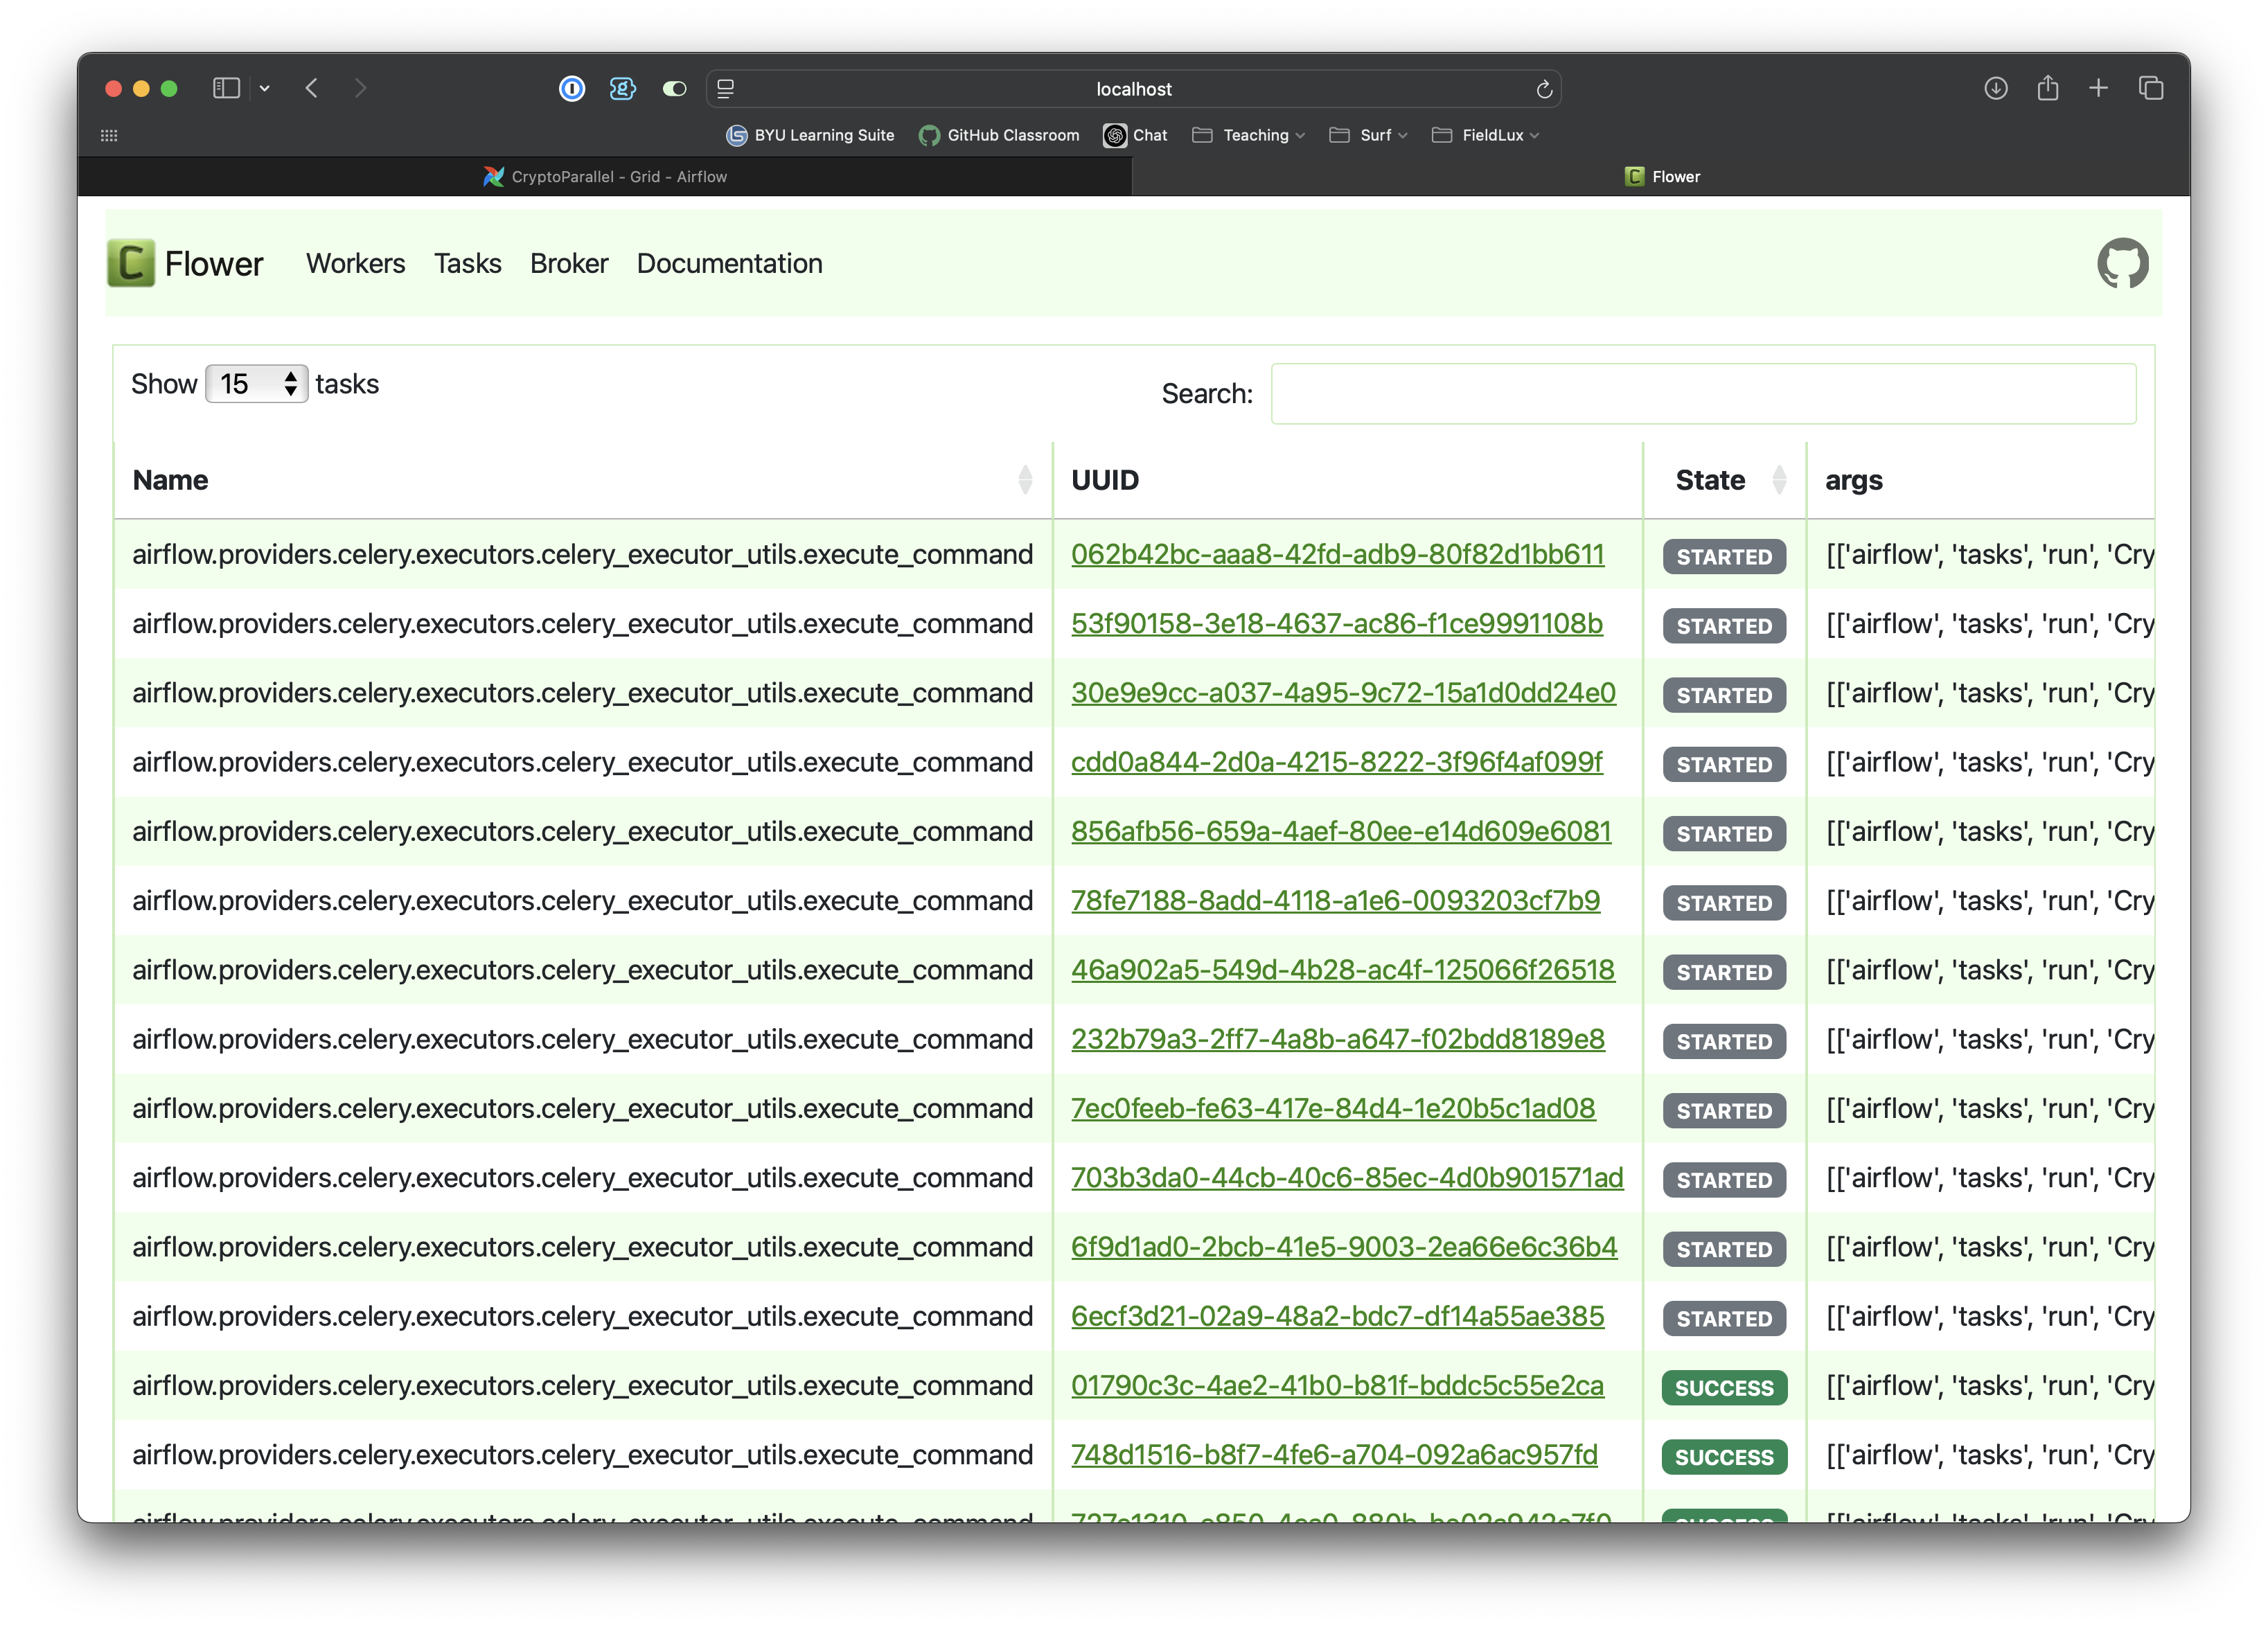 localhost
BYU Learning Suite GitHub Classroom Chat Teaching Surf FieldLux
CryptoParallel - Grid - Airflow Flower
C Flower Workers Tasks Broker Documentation
Show 15 tasks Search:
Name UUID State args
airflow.providers.celery.executors.celery_executor_utils.execute_command 062b42bc-aaa8-42fd-adb9-80f82d1bb611 STARTED [['airflow', 'tasks', 'run', 'Cry
airflow.providers.celery.executors.celery_executor_utils.execute_command 53f90158-3e18-4637-ac86-f1ce9991108b STARTED [['airflow', 'tasks', 'run', 'Cry
airflow.providers.celery.executors.celery_executor_utils.execute_command 30e9e9cc-a037-4a95-9c72-15a1d0dd24e0 STARTED [['airflow', 'tasks', 'run', 'Cry
airflow.providers.celery.executors.celery_executor_utils.execute_command cdd0a844-2d0a-4215-8222-3f96f4af099f STARTED [['airflow', 'tasks', 'run', 'Cry
airflow.providers.celery.executors.celery_executor_utils.execute_command 856afb56-659a-4aef-80ee-e14d609e6081 STARTED [['airflow', 'tasks', 'run', 'Cry
airflow.providers.celery.executors.celery_executor_utils.execute_command 78fe7188-8add-4118-a1e6-0093203cf7b9 STARTED [['airflow', 'tasks', 'run', 'Cry
airflow.providers.celery.executors.celery_executor_utils.execute_command 46a902a5-549d-4b28-ac4f-125066f26518 STARTED [['airflow', 'tasks', 'run', 'Cry
airflow.providers.celery.executors.celery_executor_utils.execute_command 232b79a3-2ff7-4a8b-a647-f02bdd8189e8 STARTED [['airflow', 'tasks', 'run', 'Cry
airflow.providers.celery.executors.celery_executor_utils.execute_command 7ec0feeb-fe63-417e-84d4-1e20b5c1ad08 STARTED [['airflow', 'tasks', 'run', 'Cry
airflow.providers.celery.executors.celery_executor_utils.execute_command 703b3da0-44cb-40c6-85ec-4d0b901571ad STARTED [['airflow', 'tasks', 'run', 'Cry
airflow.providers.celery.executors.celery_executor_utils.execute_command 6f9d1ad0-2bcb-41e5-9003-2ea66e6c36b4 STARTED [['airflow', 'tasks', 'run', 'Cry
airflow.providers.celery.executors.celery_executor_utils.execute_command 6ecf3d21-02a9-48a2-bdc7-df14a55ae385 STARTED [['airflow', 'tasks', 'run', 'Cry
airflow.providers.celery.executors.celery_executor_utils.execute_command 01790c3c-4ae2-41b0-b81f-bddc5c55e2ca SUCCESS [['airflow', 'tasks', 'run', 'Cry
airflow.providers.celery.executors.celery_executor_utils.execute_command 748d1516-b8f7-4fe6-a704-092a6ac957fd SUCCESS [['airflow', 'tasks', 'run', 'Cry
airflow.providers.celery.executors.celery_executor_utils.execute_command SUCCESS [['airflow', 'tasks', 'run', 'Cry